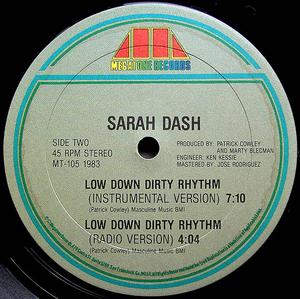 MEGATONE RECORDS
SARAH DASH
SIDE TWO
45 RPM STEREO
MT-105 1983
PRODUCED BY: PATRICK COWLEY
AND MARTY BLECMAN
ENGINEER: KEN KESSIE
MASTERED BY: JOSE RODRIGUEZ
LOW DOWN DIRTY RHYTHM
(INSTRUMENTAL VERSION) 7:10
(Patrick Cowley) Masculine Music BMI
LOW DOWN DIRTY RHYTHM
(RADIO VERSION) 4:04
(Patrick Cowley) Masculine Music BMI